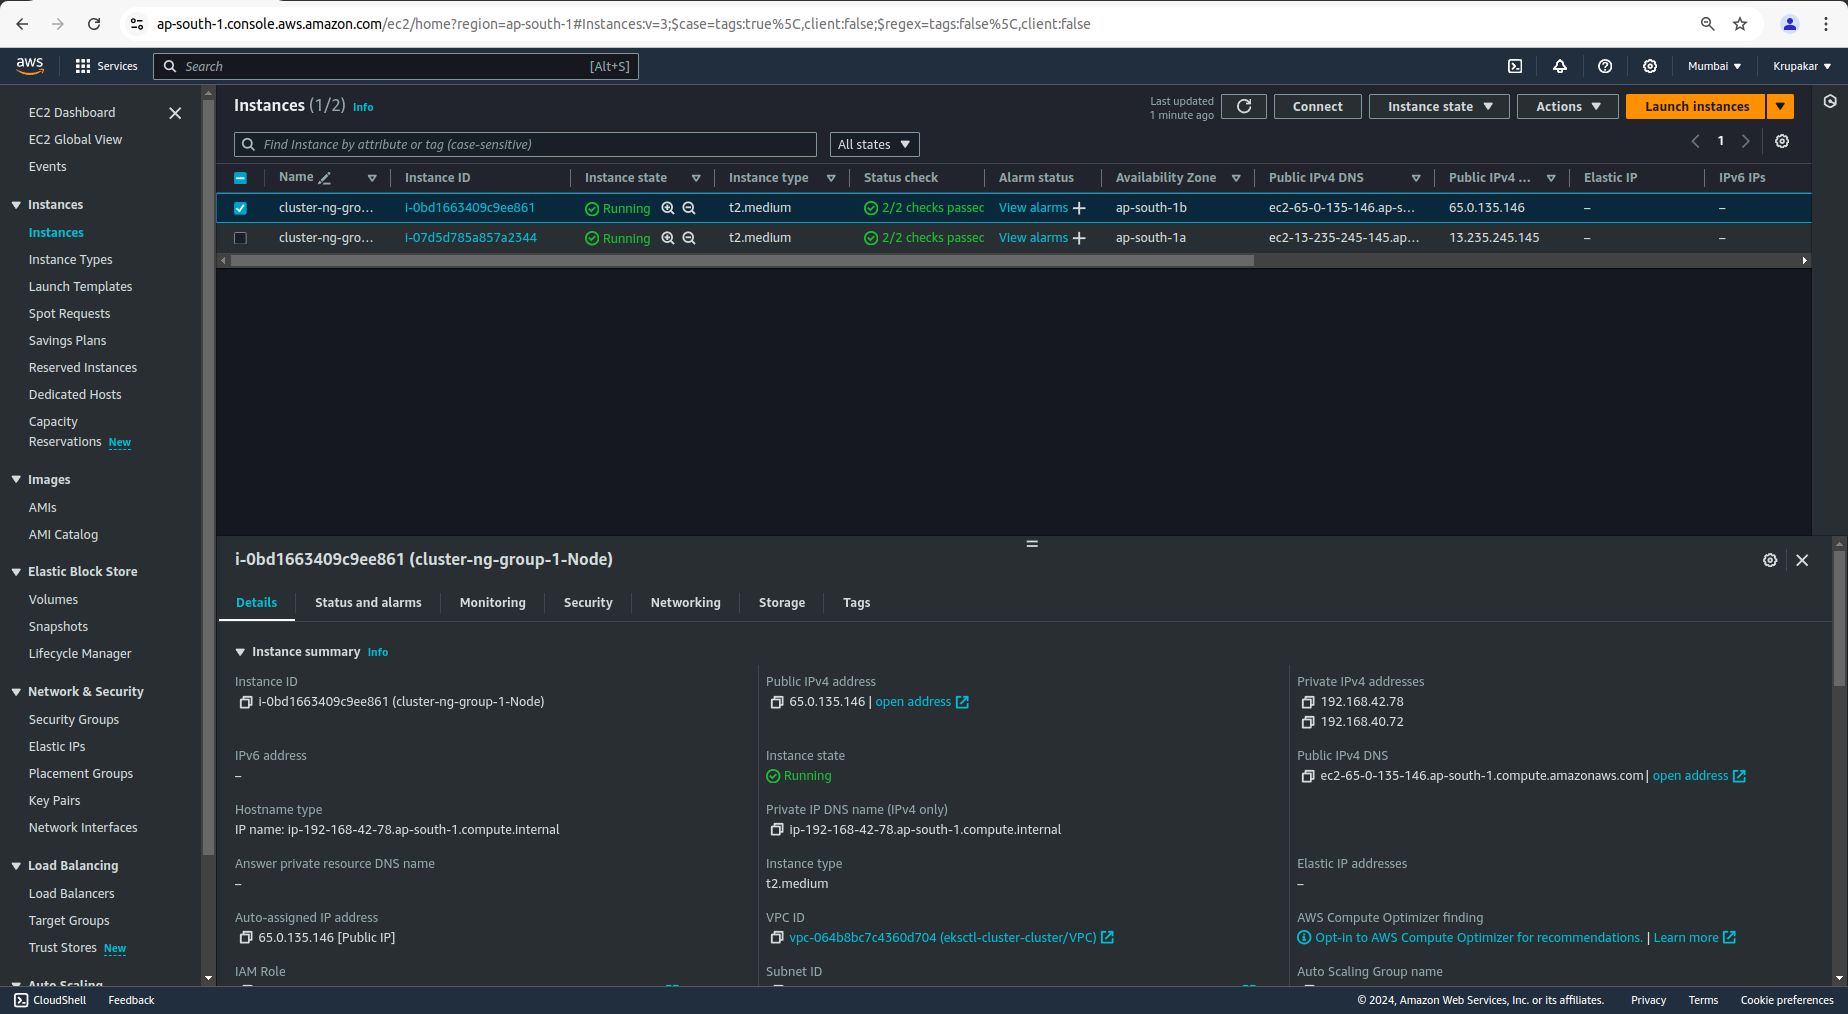 ap-south-1.console.aws.amazon.com/ec2/home?region=ap-south-1#Instances:v=3;$case=tags:true%5C,client:false;$regex=tags:false%5C,client:false
aws
Services
Search
[Alt+S]
Mumbai
Krupakar
EC2 Dashboard
EC2 Global View
Events
Instances
Instances
Instance Types
Launch Templates
Spot Requests
Savings Plans
Reserved Instances
Dedicated Hosts
Capacity
Reservations New
Images
AMIs
AMI Catalog
Elastic Block Store
Volumes
Snapshots
Lifecycle Manager
Network & Security
Security Groups
Elastic IPs
Placement Groups
Key Pairs
Network Interfaces
Load Balancing
Load Balancers
Target Groups
Trust Stores New
Auto Scaling
Instances (1/2) Info
Last updated
1 minute ago
Connect
Instance state
Actions
Launch instances
Find Instance by attribute or tag (case-sensitive)
All states
1
Name Instance ID Instance state Instance type Status check Alarm status Availability Zone Public IPv4 DNS Public IPv4 ... Elastic IP IPv6 IPs
cluster-ng-gro... i-0bd1663409c9ee861 Running t2.medium 2/2 checks passec View alarms + ap-south-1b ec2-65-0-135-146.ap-s... 65.0.135.146 – –
cluster-ng-gro... i-07d5d785a857a2344 Running t2.medium 2/2 checks passec View alarms + ap-south-1a ec2-13-235-245-145.ap... 13.235.245.145 – –
i-0bd1663409c9ee861 (cluster-ng-group-1-Node)
Details Status and alarms Monitoring Security Networking Storage Tags
Instance summary Info
Instance ID
i-0bd1663409c9ee861 (cluster-ng-group-1-Node)
Public IPv4 address
65.0.135.146 | open address
Private IPv4 addresses
192.168.42.78
192.168.40.72
IPv6 address
–
Instance state
Running
Public IPv4 DNS
ec2-65-0-135-146.ap-south-1.compute.amazonaws.com | open address
Hostname type
IP name: ip-192-168-42-78.ap-south-1.compute.internal
Private IP DNS name (IPv4 only)
ip-192-168-42-78.ap-south-1.compute.internal
Answer private resource DNS name
–
Instance type
t2.medium
Elastic IP addresses
–
Auto-assigned IP address
65.0.135.146 [Public IP]
VPC ID
vpc-064b8bc7c4360d704 (eksctl-cluster-cluster/VPC)
AWS Compute Optimizer finding
Opt-in to AWS Compute Optimizer for recommendations. | Learn more
IAM Role
Subnet ID
Auto Scaling Group name
CloudShell
Feedback
© 2024, Amazon Web Services, Inc. or its affiliates.
Privacy
Terms
Cookie preferences